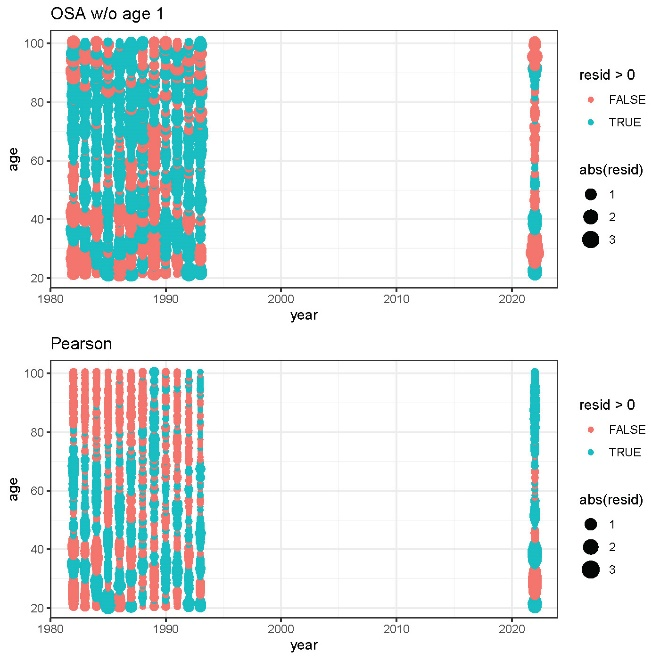 OSA w/o age 1
100
80
60
40
20
age
1980
1990
2000
2010
2020
year
resid > 0
FALSE
TRUE
abs(resid)
1
2
3
Pearson
100
80
60
40
20
age
1980
1990
2000
2010
2020
year
resid > 0
FALSE
TRUE
abs(resid)
1
2
3